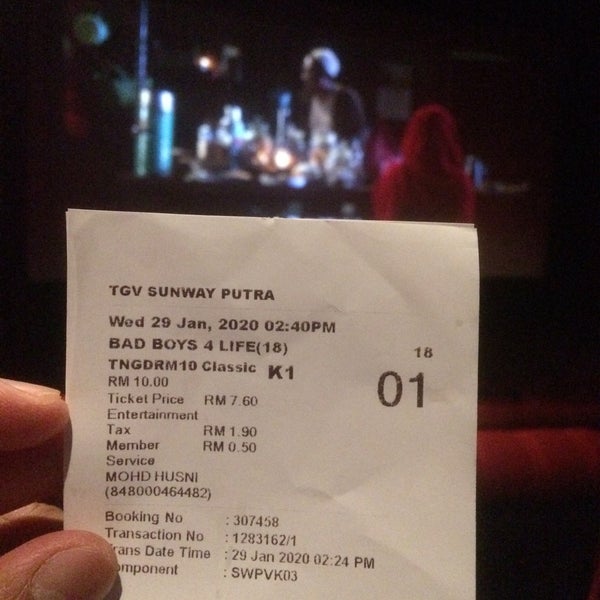 TGV SUNWAY PUTRA
Wed 29 Jan, 2020 02:40PM
BAD BOYS 4 LIFE(18)
18
TNGDRM10 Classic K1
01
RM 10.00
Ticket Price RM 7.60
Entertainment
Tax RM 1.90
Member RM 0.50
Service
MOHD HUSNI
(848000464482)
Booking No : 307458
Transaction No : 1283162/1
rans Date Time : 29 Jan 2020 02:24 PM
omponent : SWPVK03